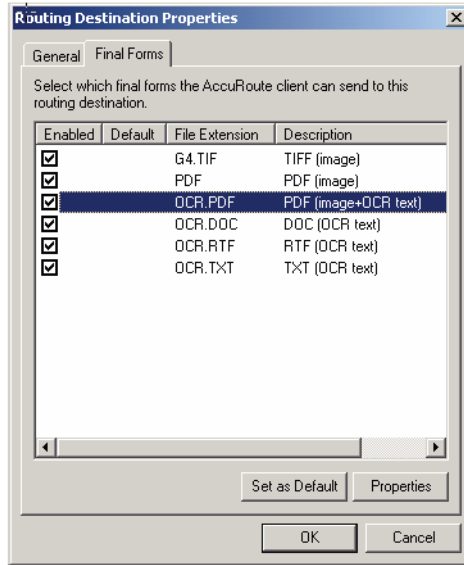 Routing Destination Properties
General Final Forms
Select which final forms the AccuRoute client can send to this
routing destination.
Enabled Default File Extension Description
G4.TIF TIFF (image)
PDF PDF (image)
OCR.PDF PDF (image+OCR text)
OCR.DOC DOC (OCR text)
OCR.RTF RTF (OCR text)
OCR.TXT TXT (OCR text)
Set as Default Properties
OK Cancel